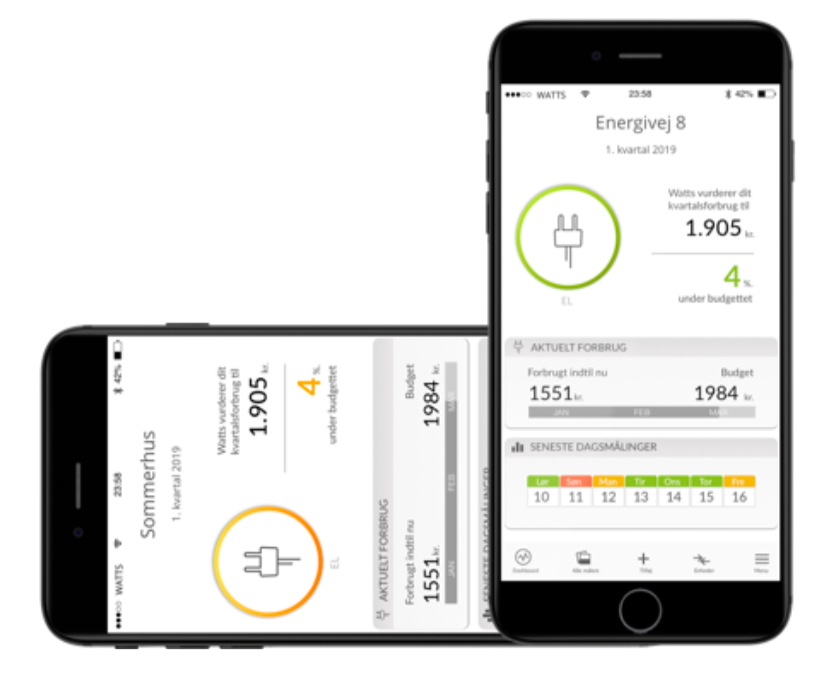 WATTS 23:58 42%
Energivej 8
1. kvartal 2019
Watts vurderer dit
kvartalsforbrug til
1.905 kr.
4 %.
EL
under budgettet
AKTUELT FORBRUG
Forbrugt indtil nu Budget
1551 kr. 1984 kr.
JAN FEB MAR
SENESTE DAGSMÅLINGER
Lør Søn Man Tir Ons Tor Fre
10 11 12 13 14 15 16
Dashboard Alle målere Tilføj Enheder Menu
WATTS 23:58 42%
Sommerhus
1. kvartal 2019
Watts vurderer dit
kvartalsforbrug til
1.905 kr.
4 %.
EL
under budgettet
AKTUELT FORBRUG
Forbrugt indtil nu Budget
1551 kr. 1984 kr.
JAN FEB MAR
SENESTE DAGSMÅLINGER